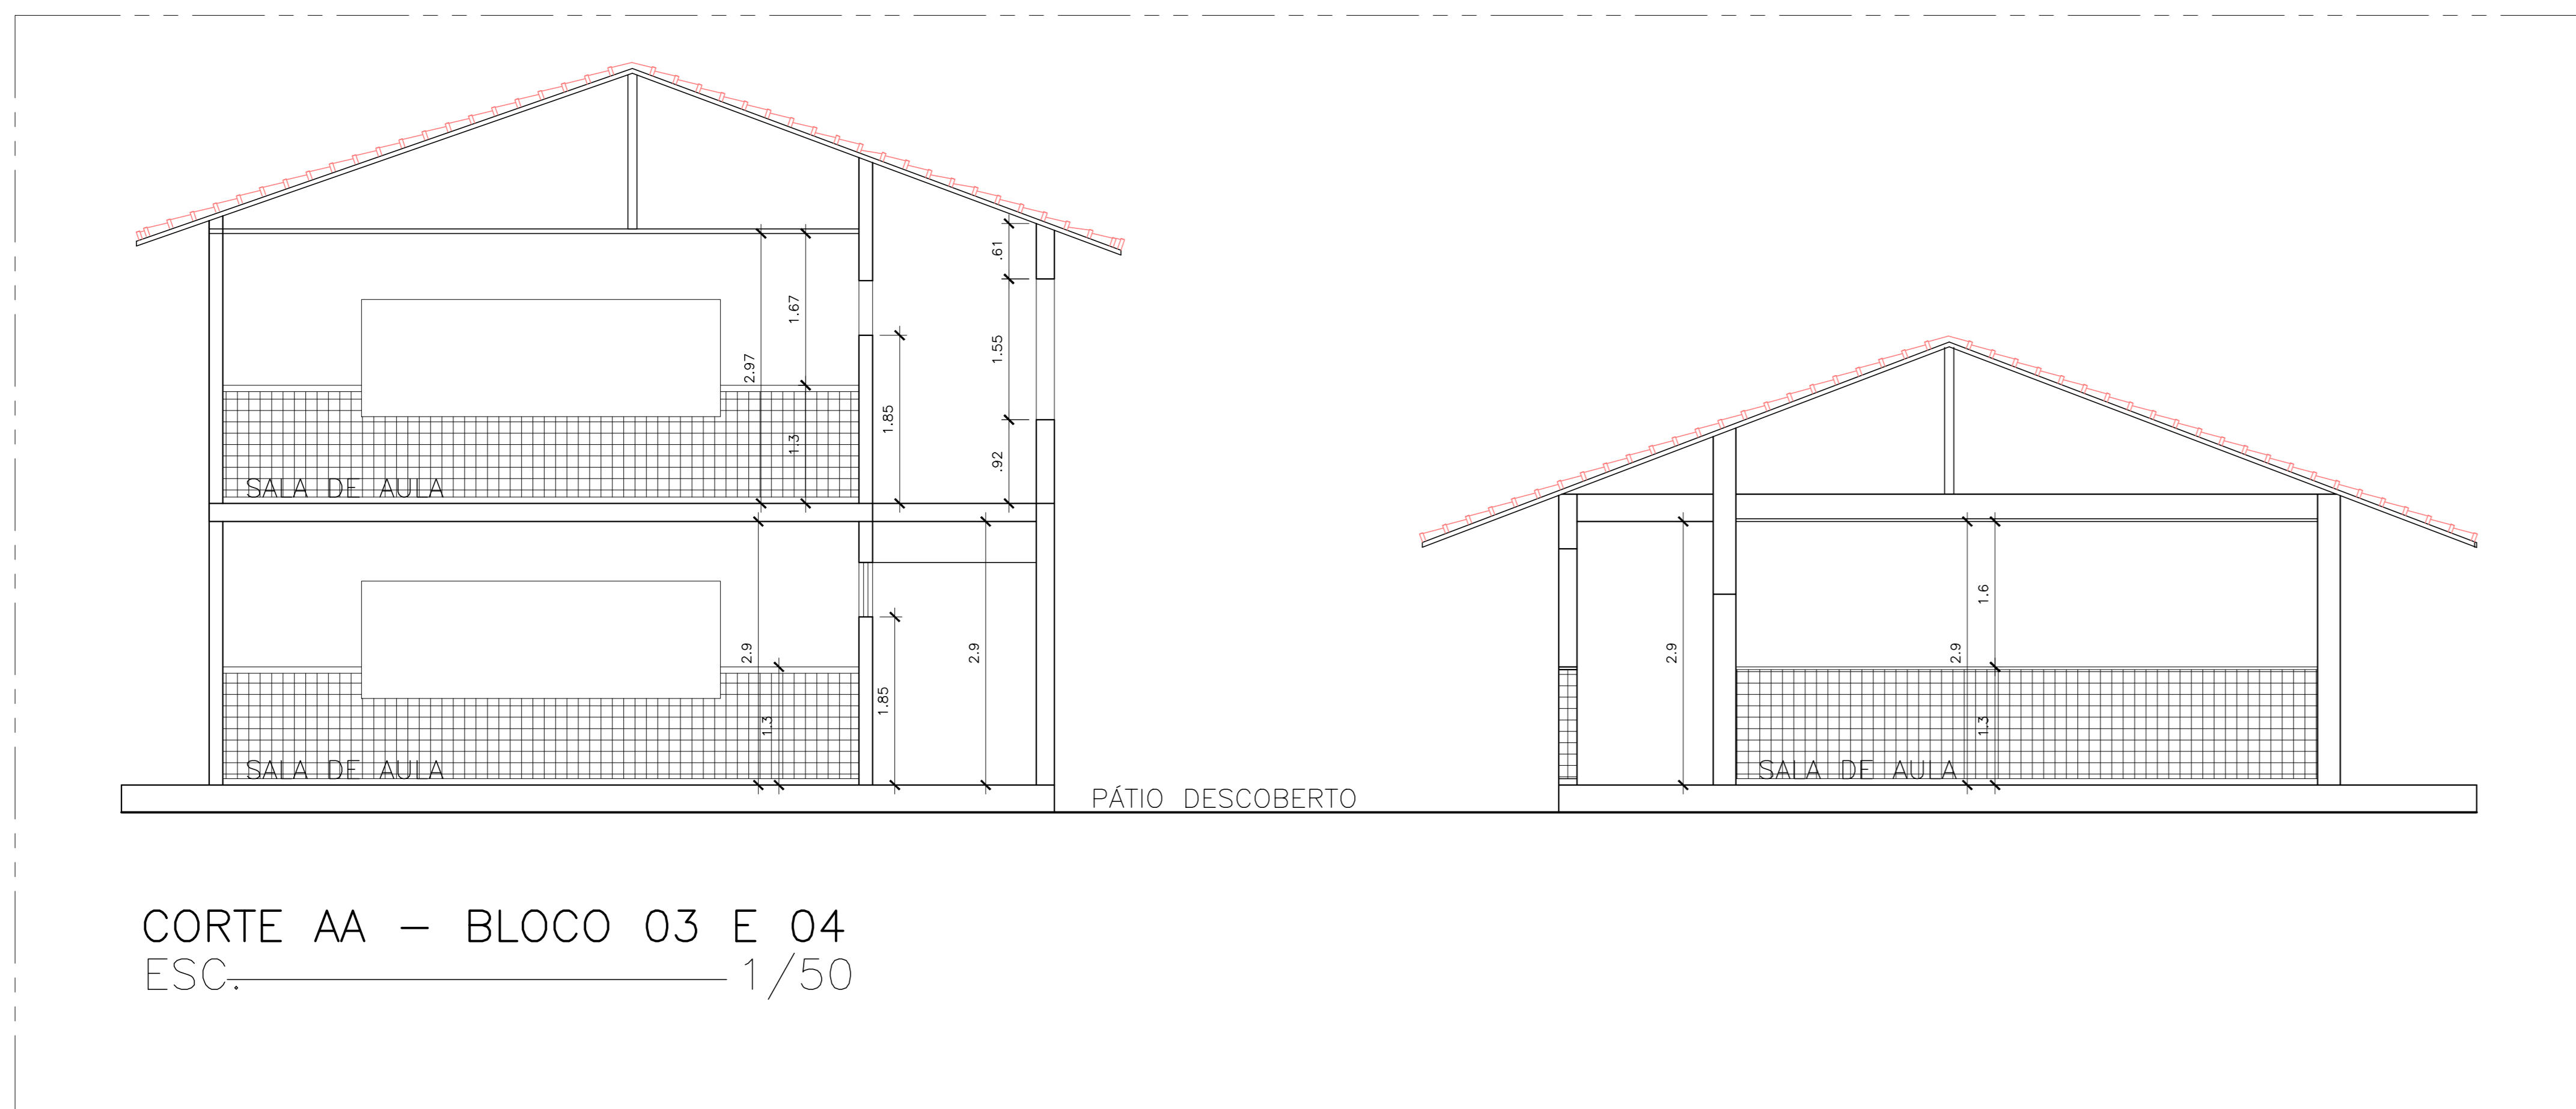 .61
1.67
1.55
2.97
1.85
1.3
.92
SALA DE AULA
1.6
2.9
2.9
2.9
2.9
1.85
1.3
1.3
SALA DE AULA
SALA DE AULA
PÁTIO DESCOBERTO
CORTE AA - BLOCO 03 E 04
ESC. 1/50